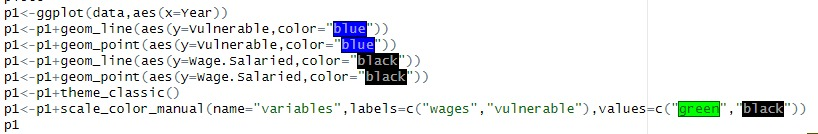 p1<-ggplot(data,aes(x=Year))
p1<-p1+geom_line(aes(y=Vulnerable,color="blue"))
p1<-p1+geom_point(aes(y=Vulnerable,color="blue"))
p1<-p1+geom_line(aes(y=Wage.Salaried,color="black"))
p1<-p1+geom_point(aes(y=Wage.Salaried,color="black"))
p1<-p1+theme_classic()
p1<-p1+scale_color_manual(name="variables",labels=c("wages","vulnerable"),values=c("green","black"))
p1